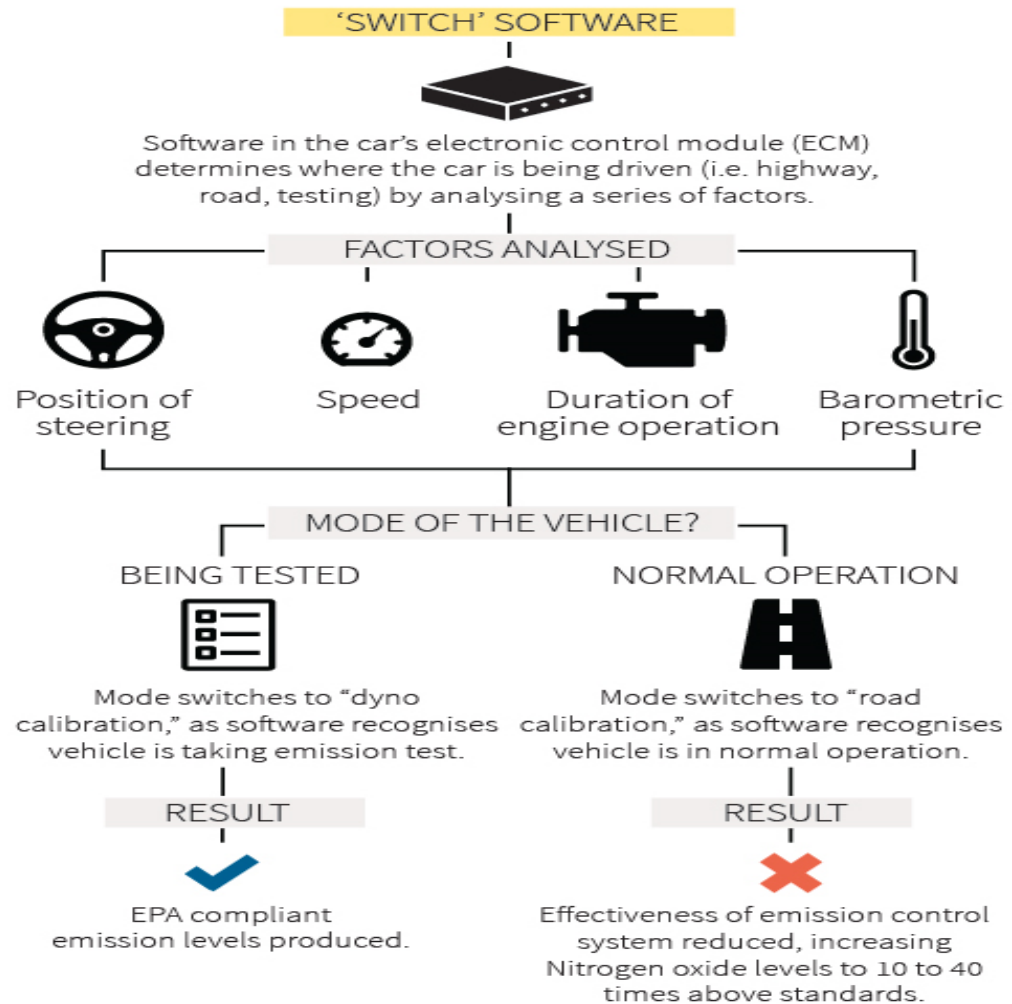 ‘SWITCH’ SOFTWARE
Software in the car’s electronic control module (ECM)
determines where the car is being driven (i.e. highway,
road, testing) by analysing a series of factors.
FACTORS ANALYSED
Position of
steering
Speed
Duration of
engine operation
Barometric
pressure
MODE OF THE VEHICLE?
BEING TESTED
Mode switches to “dyno
calibration,” as software recognises
vehicle is taking emission test.
RESULT
EPA compliant
emission levels produced.
NORMAL OPERATION
Mode switches to “road
calibration,” as software recognises
vehicle is in normal operation.
RESULT
Effectiveness of emission control
system reduced, increasing
Nitrogen oxide levels to 10 to 40
times above standards.